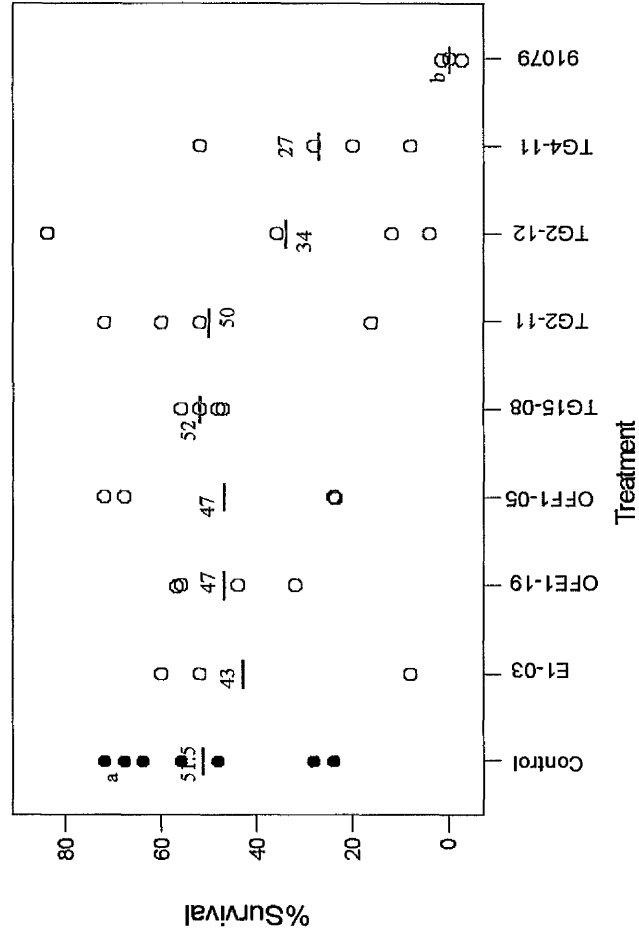 %Survival
80
60
40
20
0
a
51.5
43
47
47
52
50
34
27
b
Control
E1-03
OFE1-19
OFF1-05
TG15-08
TG2-11
TG2-12
TG4-11
91079
Treatment